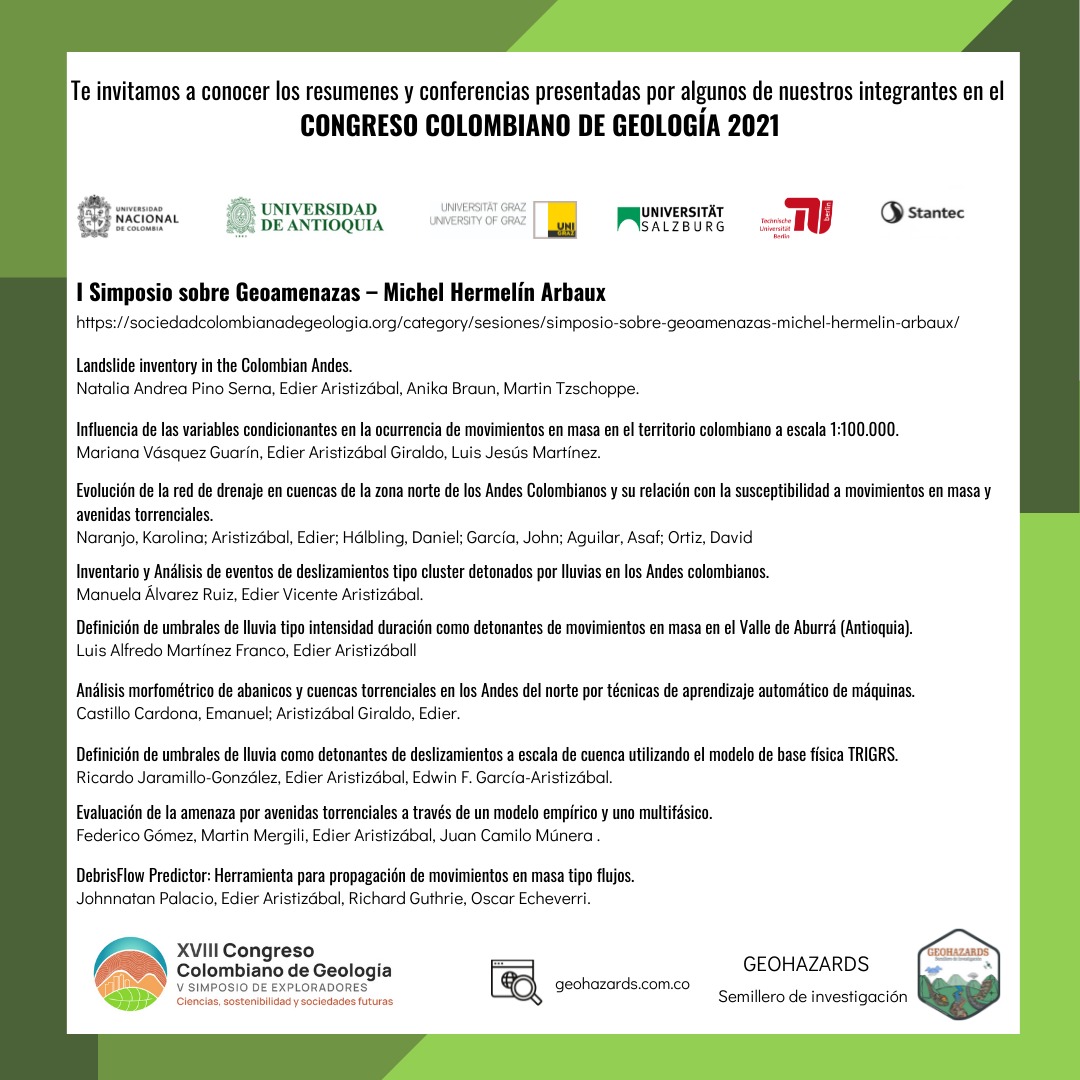 Te invitamos a conocer los resumenes y conferencias presentadas por algunos de nuestros integrantes en el
CONGRESO COLOMBIANO DE GEOLOGÍA 2021
UNIVERSIDAD
NACIONAL
DE COLOMBIA
UNIVERSIDAD
DE ANTIOQUIA
1803
UNIVERSITÄT GRAZ
UNIVERSITY OF GRAZ
UNI
GRAZ
UNIVERSITÄT
SALZBURG
Technische
Universität
Berlin
berlin
Stantec
I Simposio sobre Geoamenazas – Michel Hermelín Arbaux
https://sociedadcolombianadegeologia.org/category/sesiones/simposio-sobre-geoamenazas-michel-hermelin-arbaux/
Landslide inventory in the Colombian Andes.
Natalia Andrea Pino Serna, Edier Aristizábal, Anika Braun, Martin Tzschoppe.
Influencia de las variables condicionantes en la ocurrencia de movimientos en masa en el territorio colombiano a escala 1:100.000.
Mariana Vásquez Guarín, Edier Aristizábal Giraldo, Luis Jesús Martínez.
Evolución de la red de drenaje en cuencas de la zona norte de los Andes Colombianos y su relación con la susceptibilidad a movimientos en masa y
avenidas torrenciales.
Naranjo, Karolina; Aristizábal, Edier; Hálbling, Daniel; García, John; Aguilar, Asaf; Ortiz, David
Inventario y Análisis de eventos de deslizamientos tipo cluster detonados por lluvias en los Andes colombianos.
Manuela Álvarez Ruiz, Edier Vicente Aristizábal.
Definición de umbrales de lluvia tipo intensidad duración como detonantes de movimientos en masa en el Valle de Aburrá (Antioquia).
Luis Alfredo Martínez Franco, Edier Aristizáball
Análisis morfométrico de abanicos y cuencas torrenciales en los Andes del norte por técnicas de aprendizaje automático de máquinas.
Castillo Cardona, Emanuel; Aristizábal Giraldo, Edier.
Definición de umbrales de lluvia como detonantes de deslizamientos a escala de cuenca utilizando el modelo de base física TRIGRS.
Ricardo Jaramillo-González, Edier Aristizábal, Edwin F. García-Aristizábal.
Evaluación de la amenaza por avenidas torrenciales a través de un modelo empírico y uno multifásico.
Federico Gómez, Martin Mergili, Edier Aristizábal, Juan Camilo Múnera .
DebrisFlow Predictor: Herramienta para propagación de movimientos en masa tipo flujos.
Johnnatan Palacio, Edier Aristizábal, Richard Guthrie, Oscar Echeverri.
XVIII Congreso
Colombiano de Geología
V SIMPOSIO DE EXPLORADORES
Ciencias, sostenibilidad y sociedades futuras
geohazards.com.co
GEOHAZARDS
Semillero de investigación
GEOHAZARDS
Semillero de Investigación